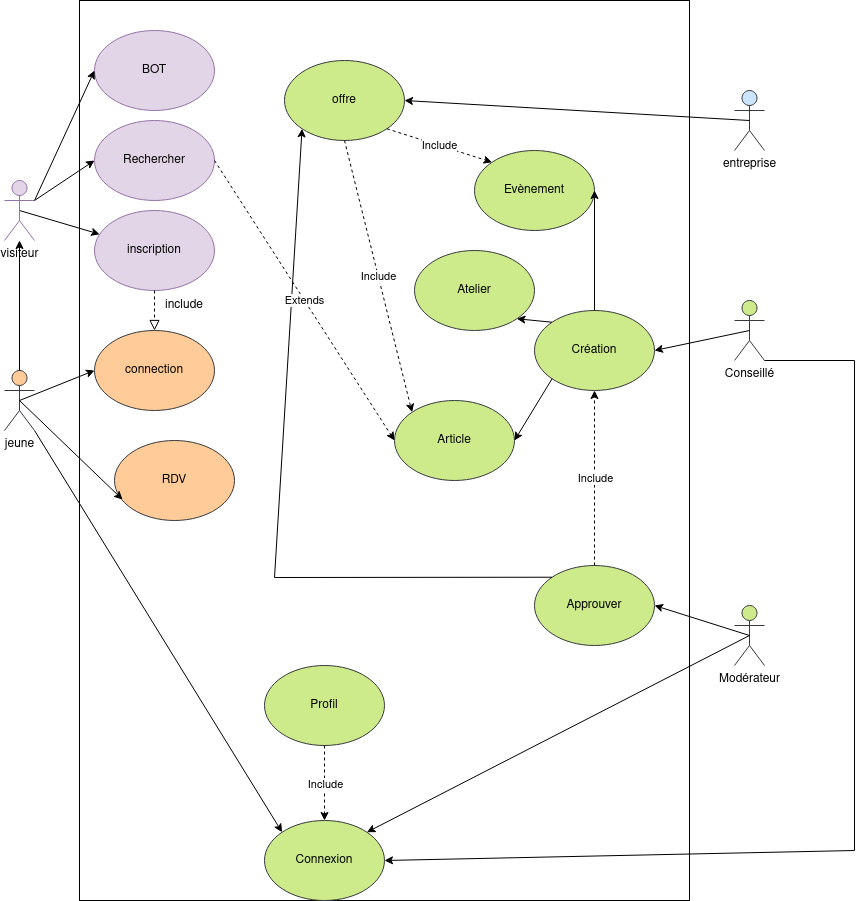 BOT
offre
Include
entreprise
Rechercher
Evènement
visiteur
inscription
Include
Atelier
Extends
include
Création
connection
Conseillé
jeune
Article
RDV
Include
Approuver
Modérateur
Profil
Include
Connexion